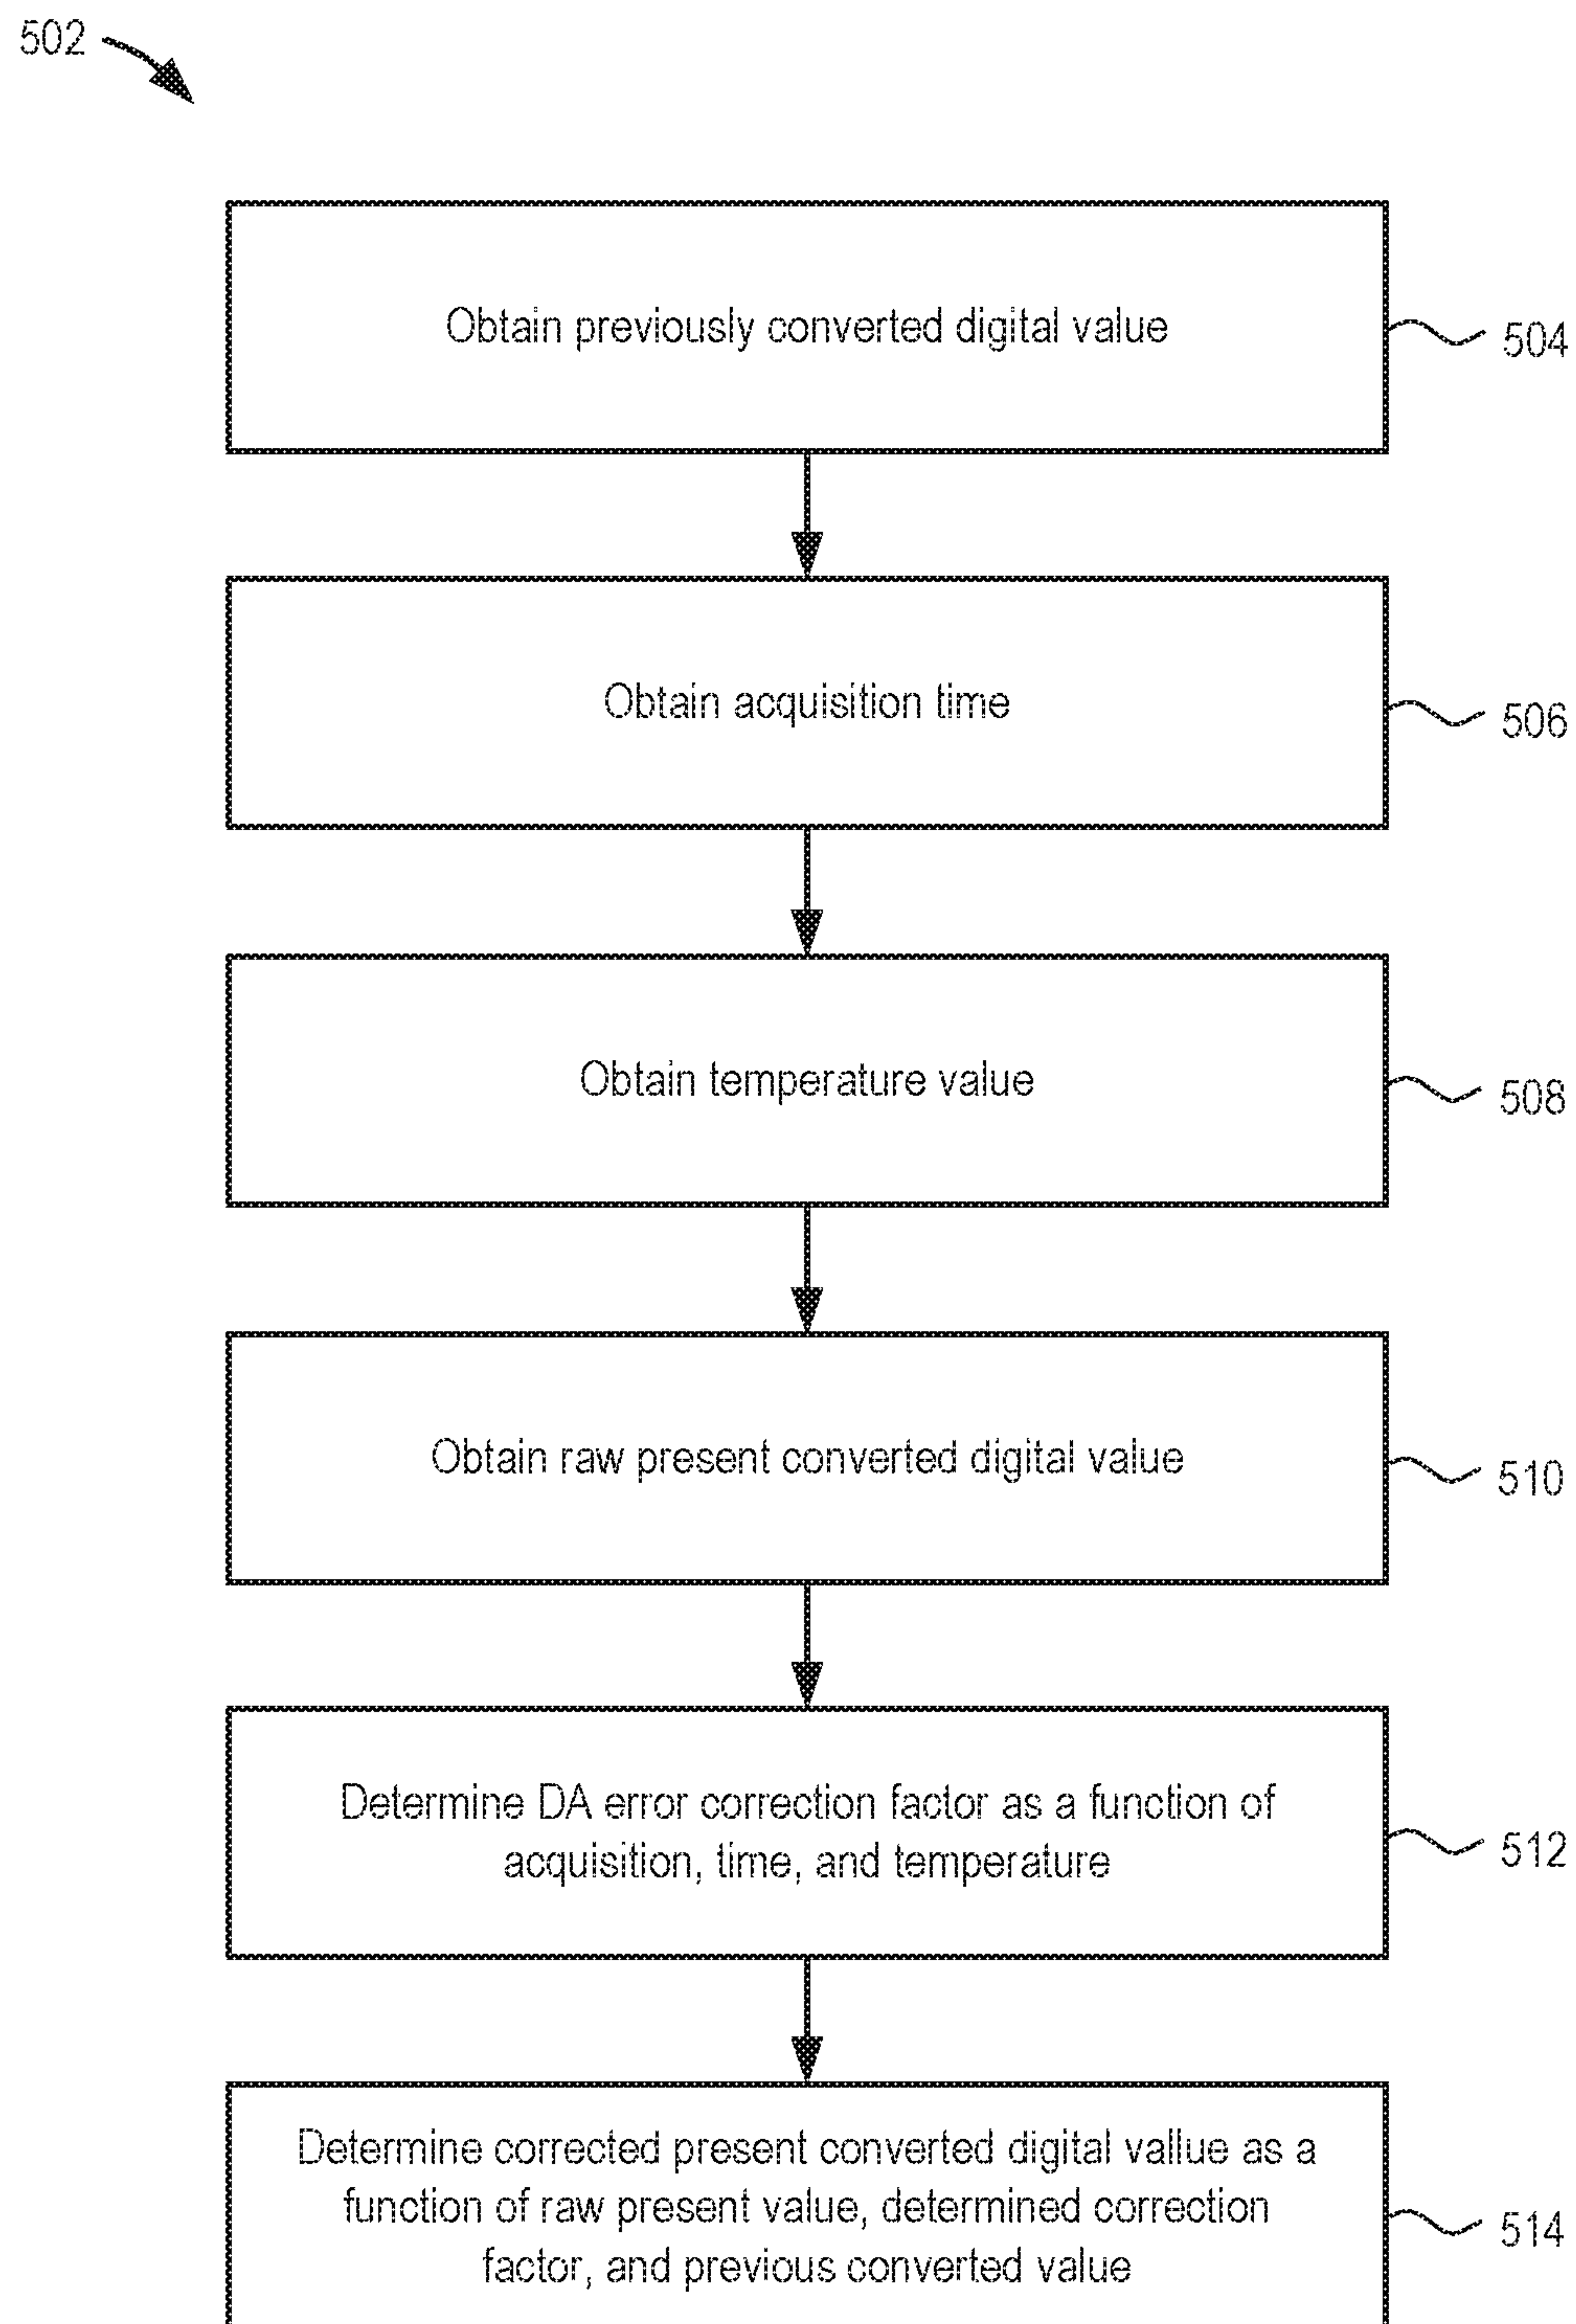 502
Obtain previously converted digital value
504
Obtain acquisition time
506
Obtain temperature value
508
Obtain raw present converted digital value
510
Determine DA error correction factor as a function of
acquisition, time, and temperature
512
Determine corrected present converted digital vallue as a
function of raw present value, determined correction
factor, and previous converted value
514